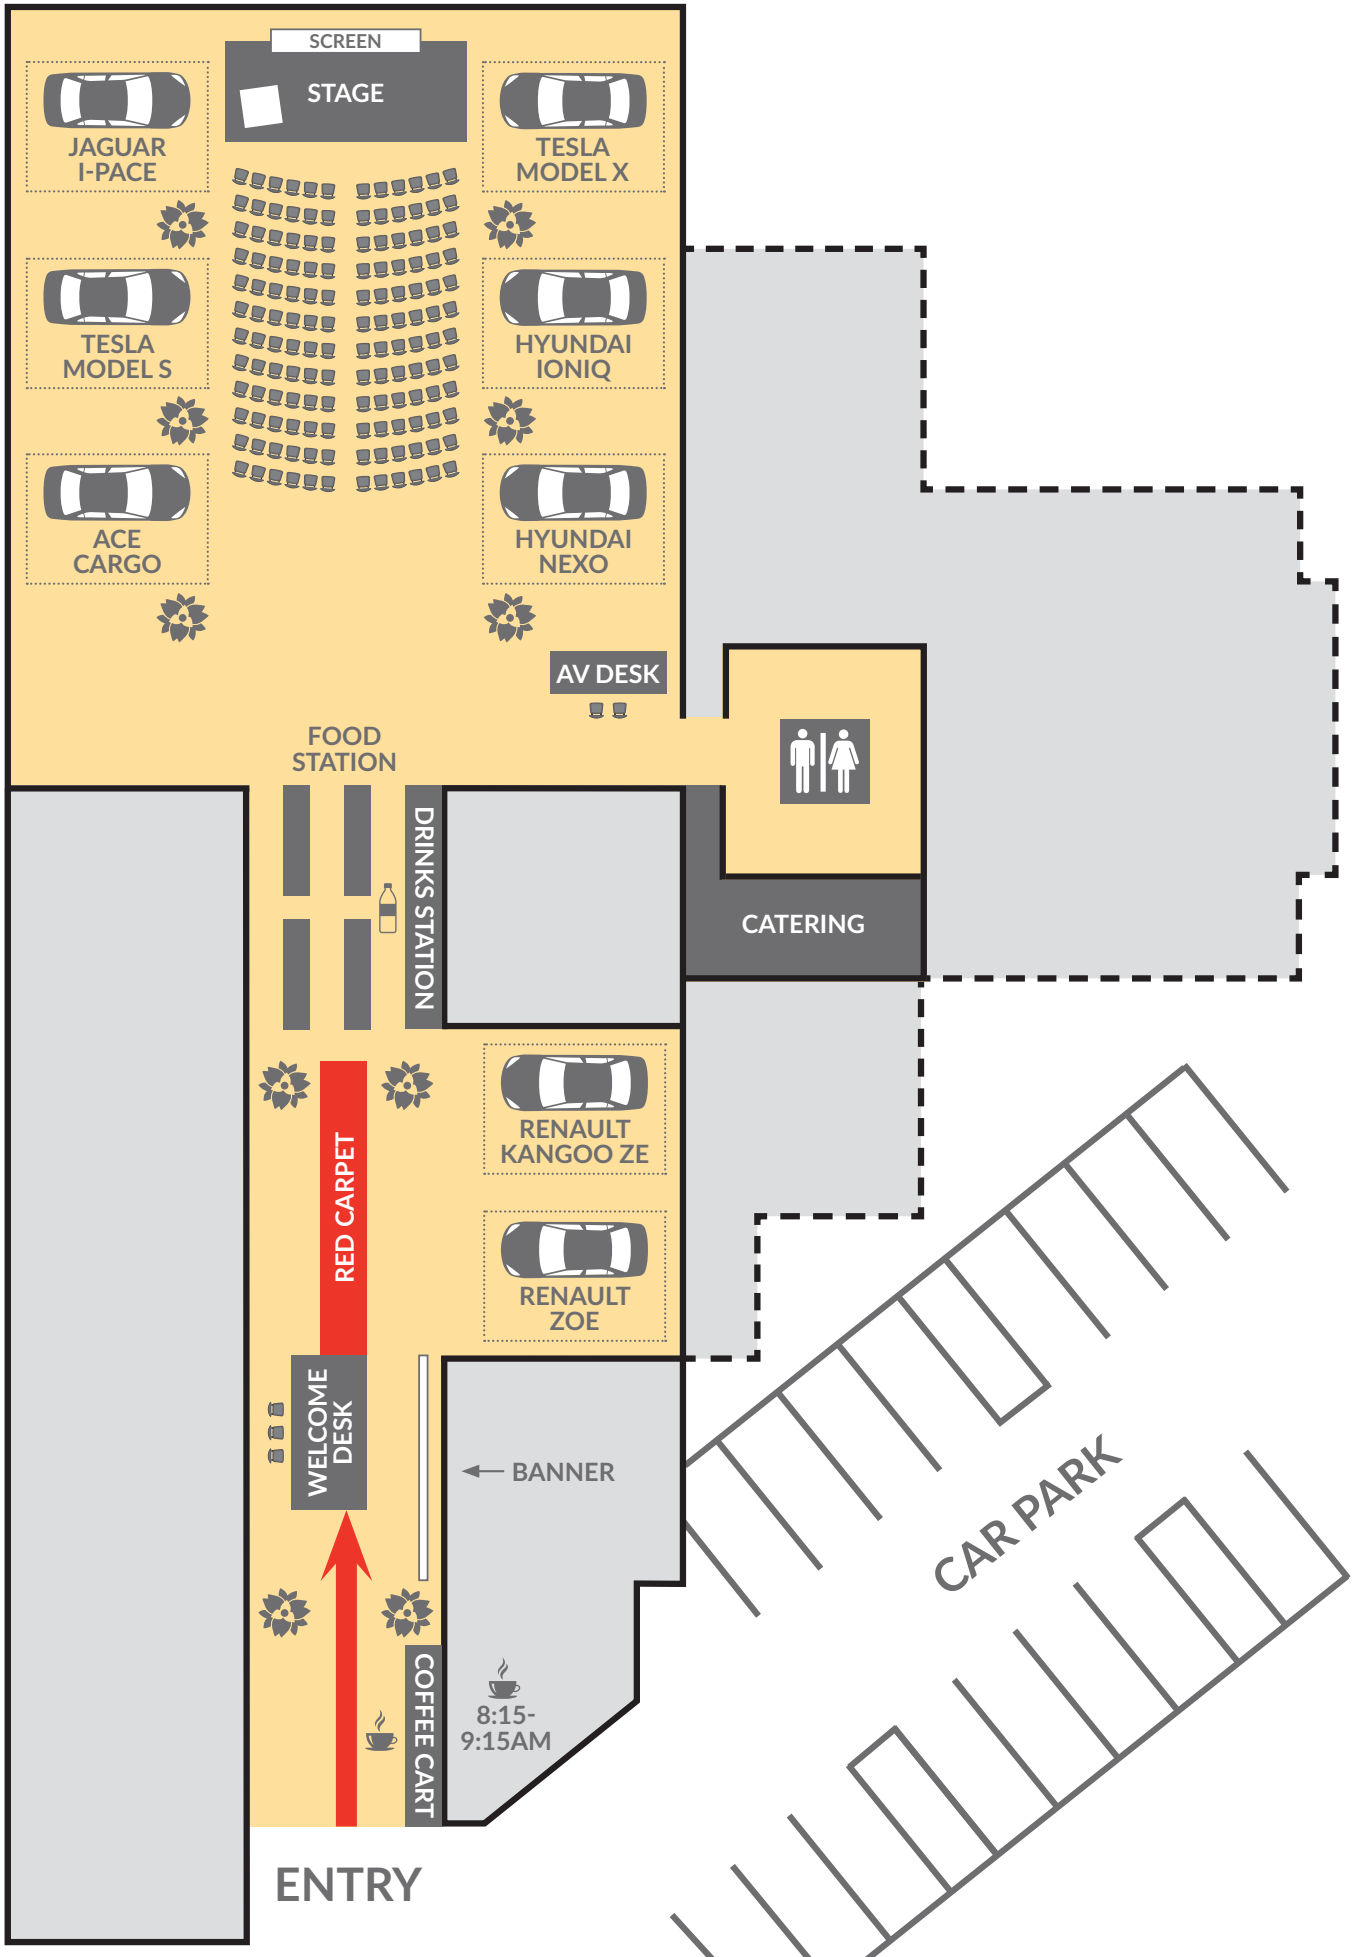 SCREEN
STAGE
JAGUAR
I-PACE
TESLA
MODEL X
TESLA
MODEL S
HYUNDAI
IONIQ
ACE
CARGO
HYUNDAI
NEXO
AV DESK
FOOD
STATION
DRINKS STATION
CATERING
RENAULT
KANGOO ZE
RED CARPET
RENAULT
ZOE
WELCOME
DESK
BANNER
CAR PARK
COFFEE CART
8:15-
9:15AM
ENTRY